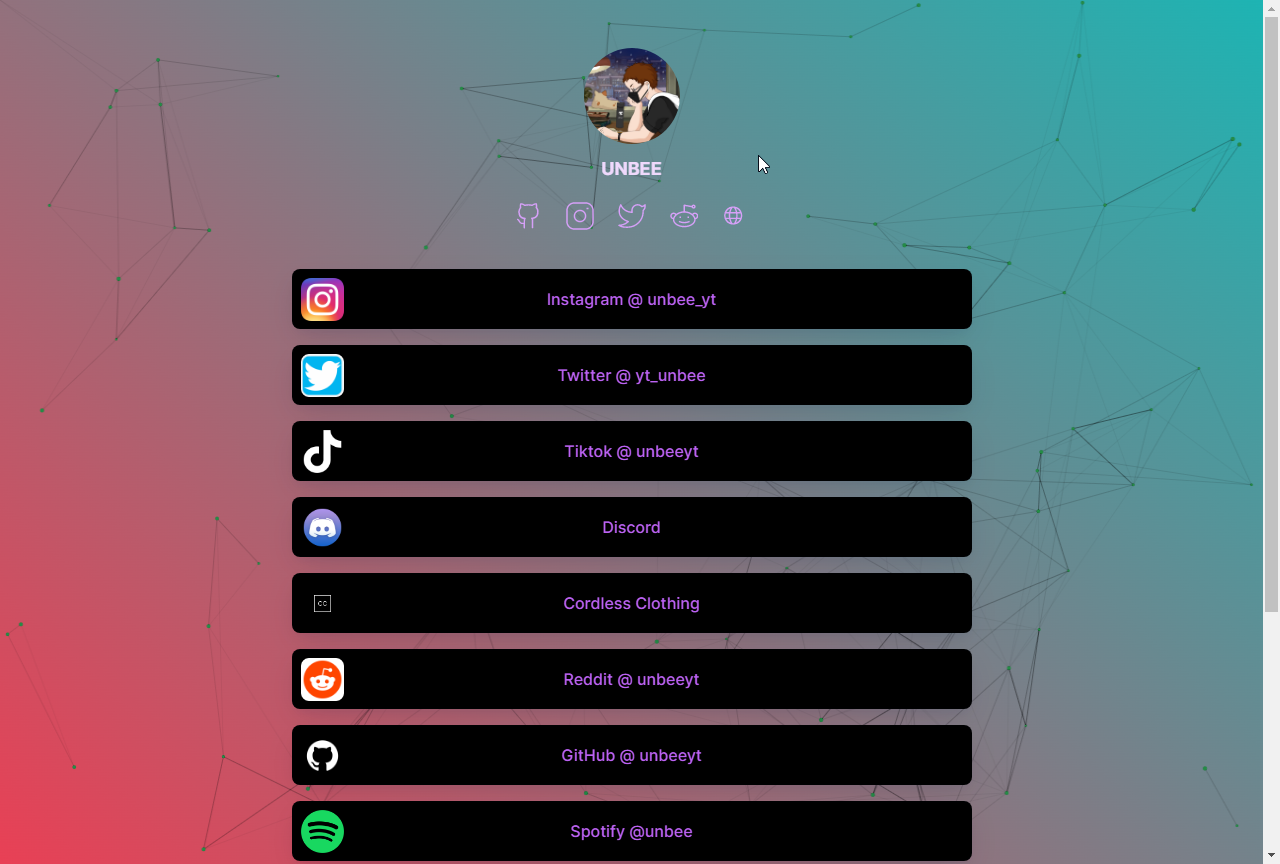 UNBEE
Instagram @ unbee_yt
Twitter @ yt_unbee
Tiktok @ unbeeyt
Discord
CC
Cordless Clothing
Reddit @ unbeeyt
GitHub @ unbeeyt
Spotify @unbee